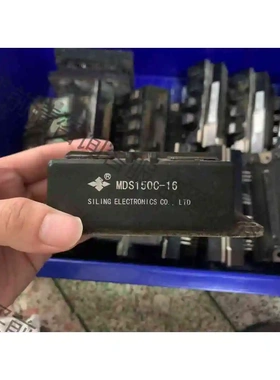 ®
MDS150C-16
SILING ELECTRONICS CO., LTD